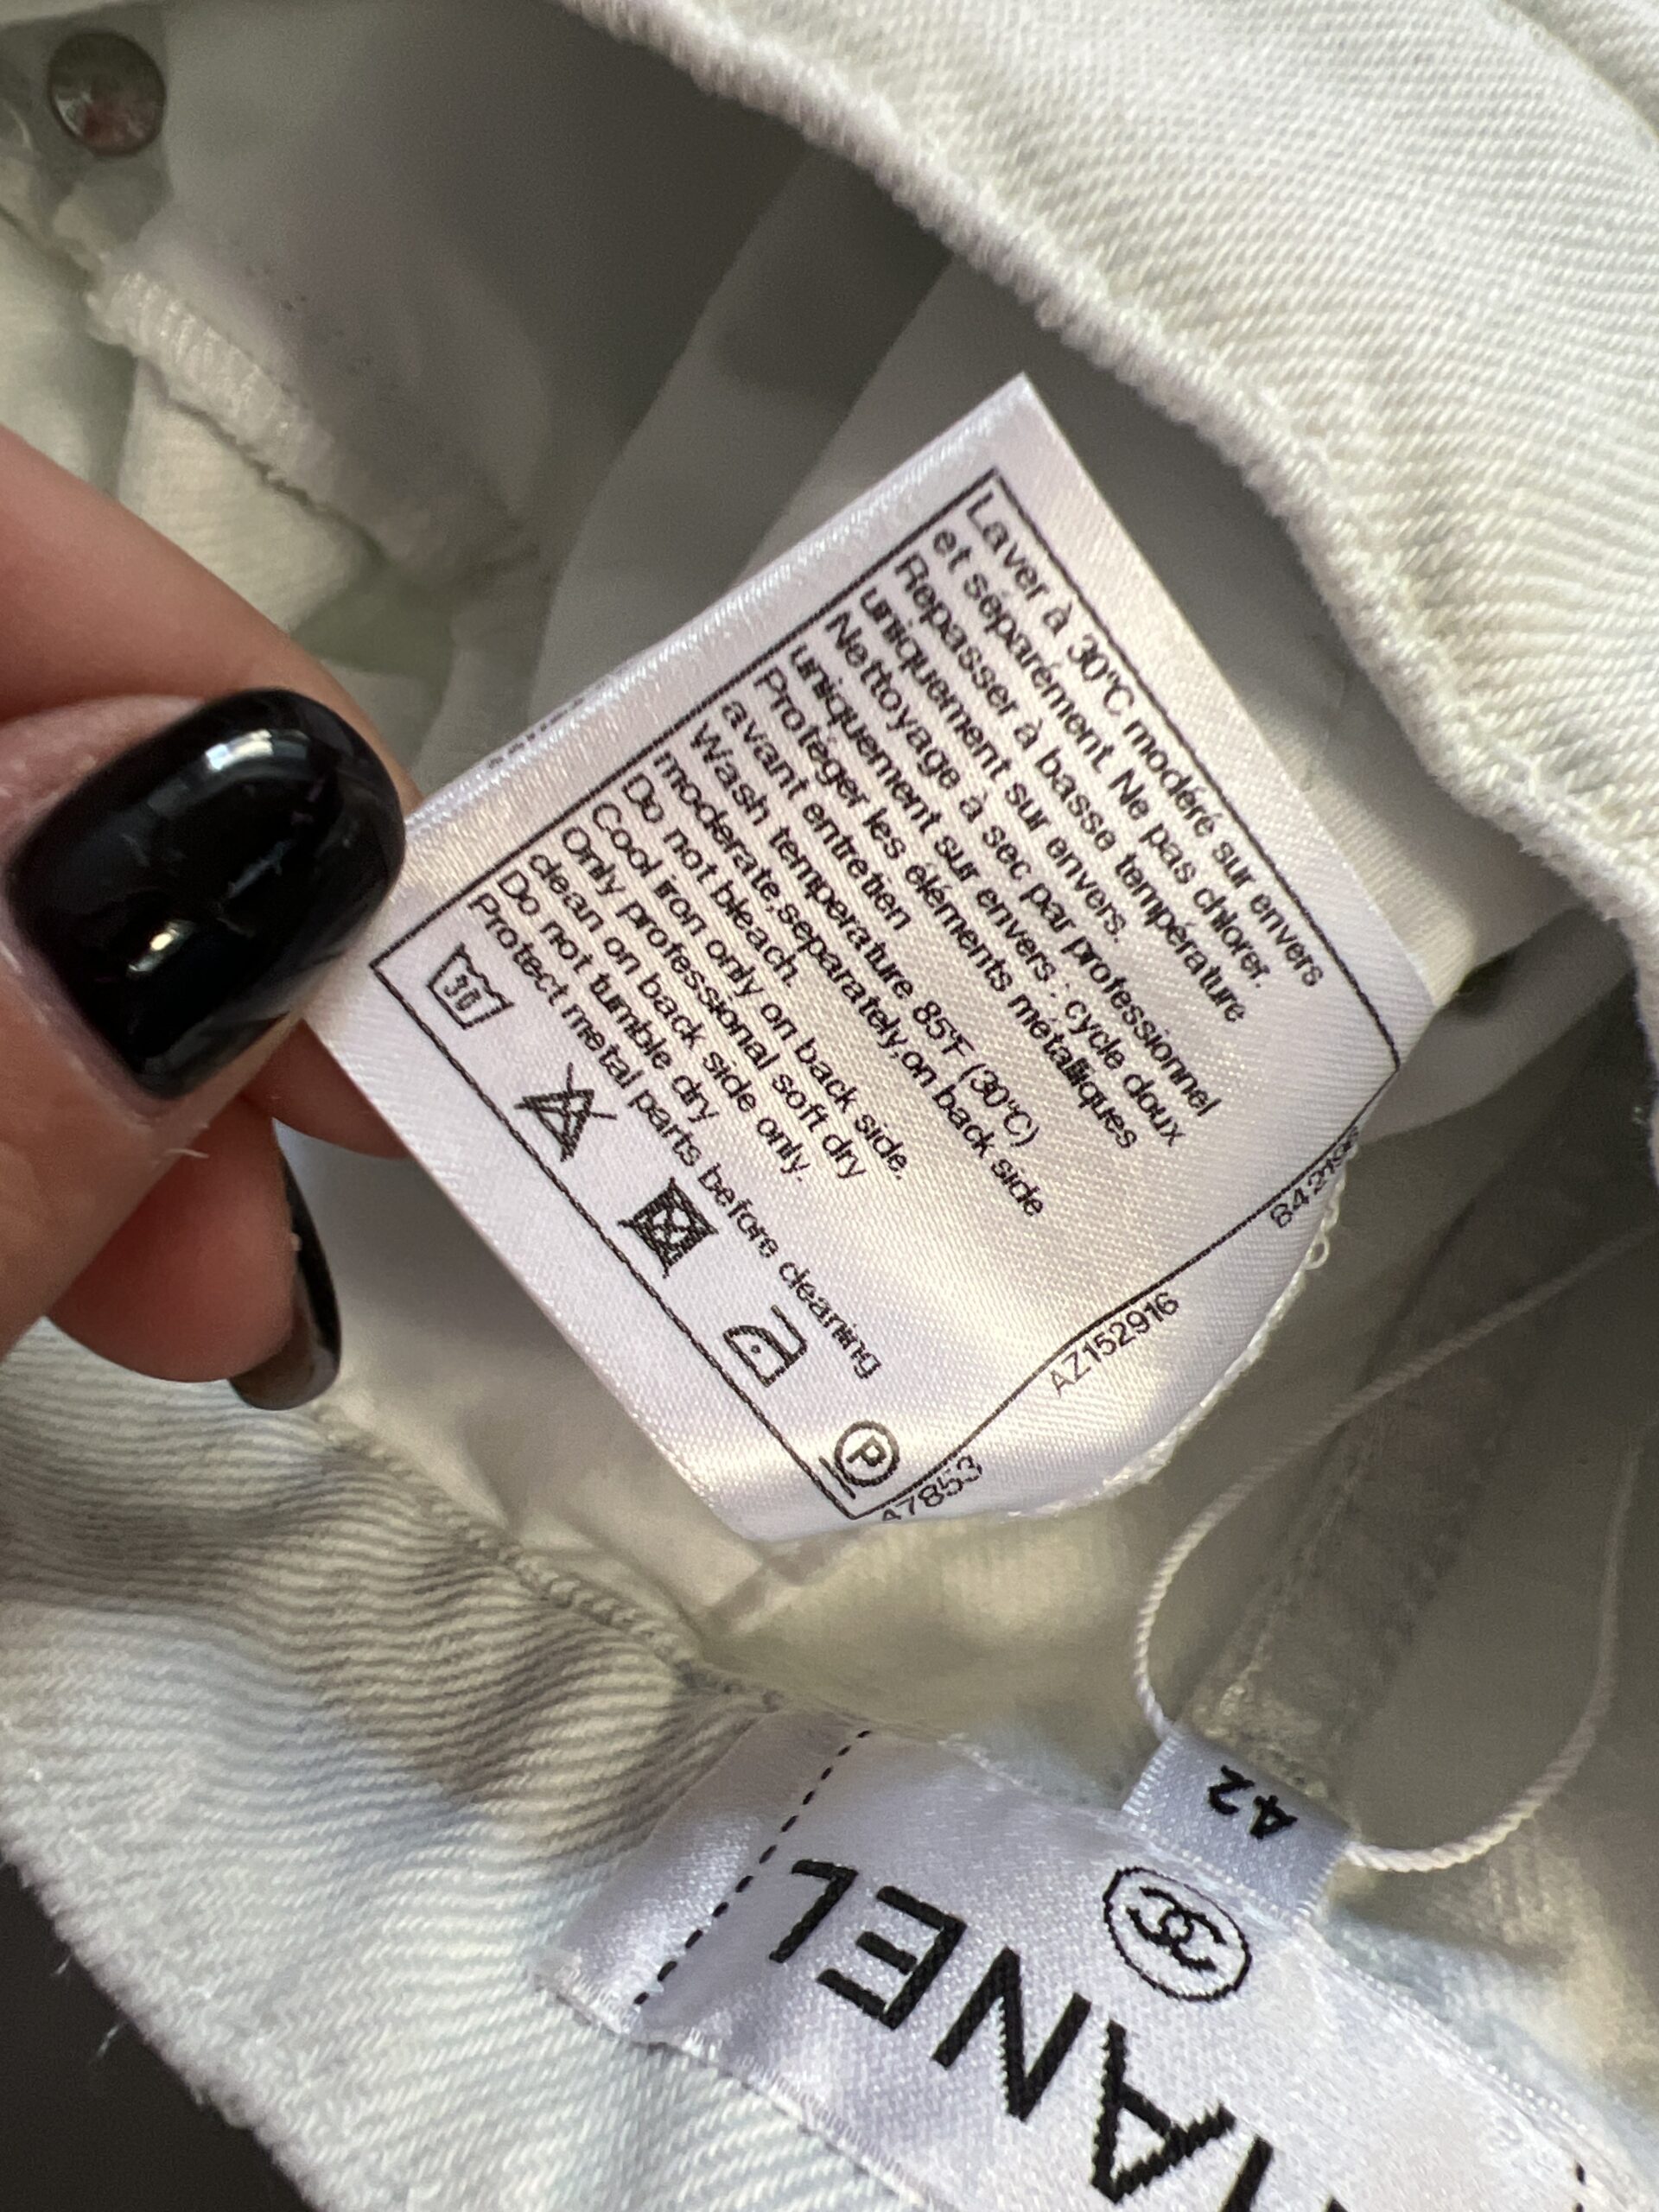 Laver à 30°C modéré sur envers
et séparément. Ne pas chlorer.
Repasser à basse température
uniquement sur envers.
Nettoyage à sec par professionnel
uniquement sur envers : cycle doux
Protéger les éléments métalliques
avant entretien
Wash temperature 85°F (30°C)
moderate,separately,on back side
Do not bleach.
Cool iron only on back side.
Only professional soft dry
clean on back side only.
Do not tumble dry
Protect metal parts before cleaning
30
P
47853 AZ152916
42
HANEL